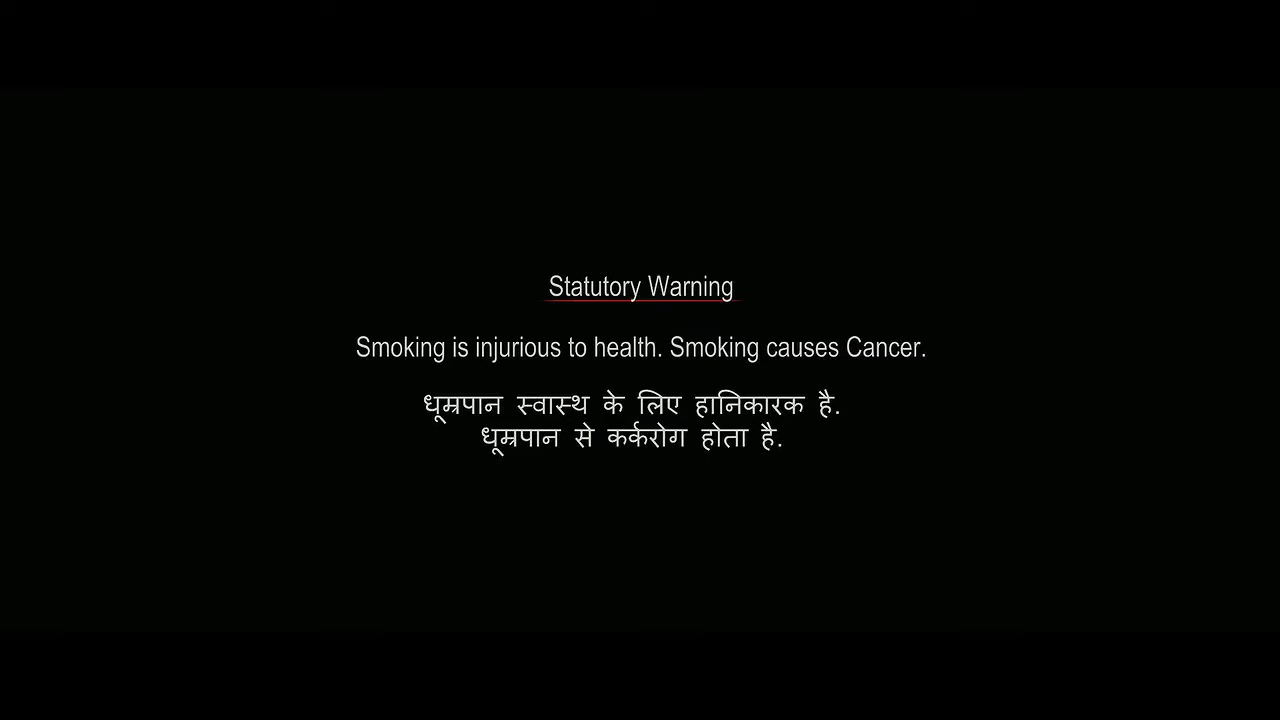 Statutory Warning
Smoking is injurious to health. Smoking causes Cancer.
धूम्रपान स्वास्थ के लिए हानिकारक है.
धूम्रपान से कर्करोग होता है.